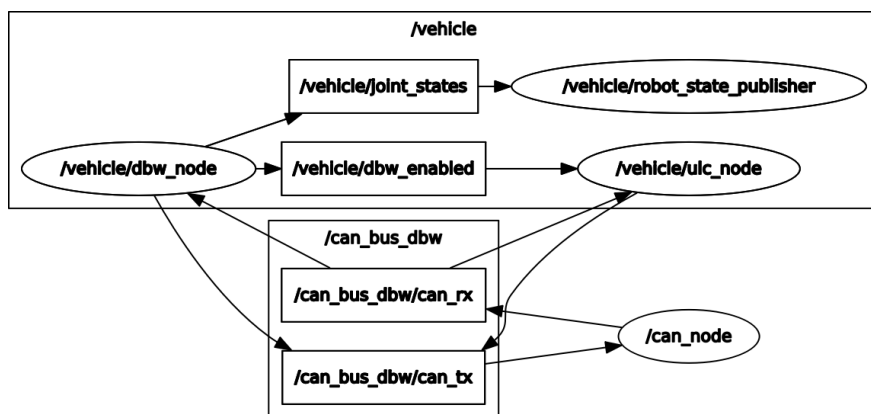 /vehicle
/vehicle/joint_states
/vehicle/robot_state_publisher
/vehicle/dbw_node
/vehicle/dbw_enabled
/vehicle/ulc_node
/can_bus_dbw
/can_bus_dbw/can_rx
/can_node
/can_bus_dbw/can_tx